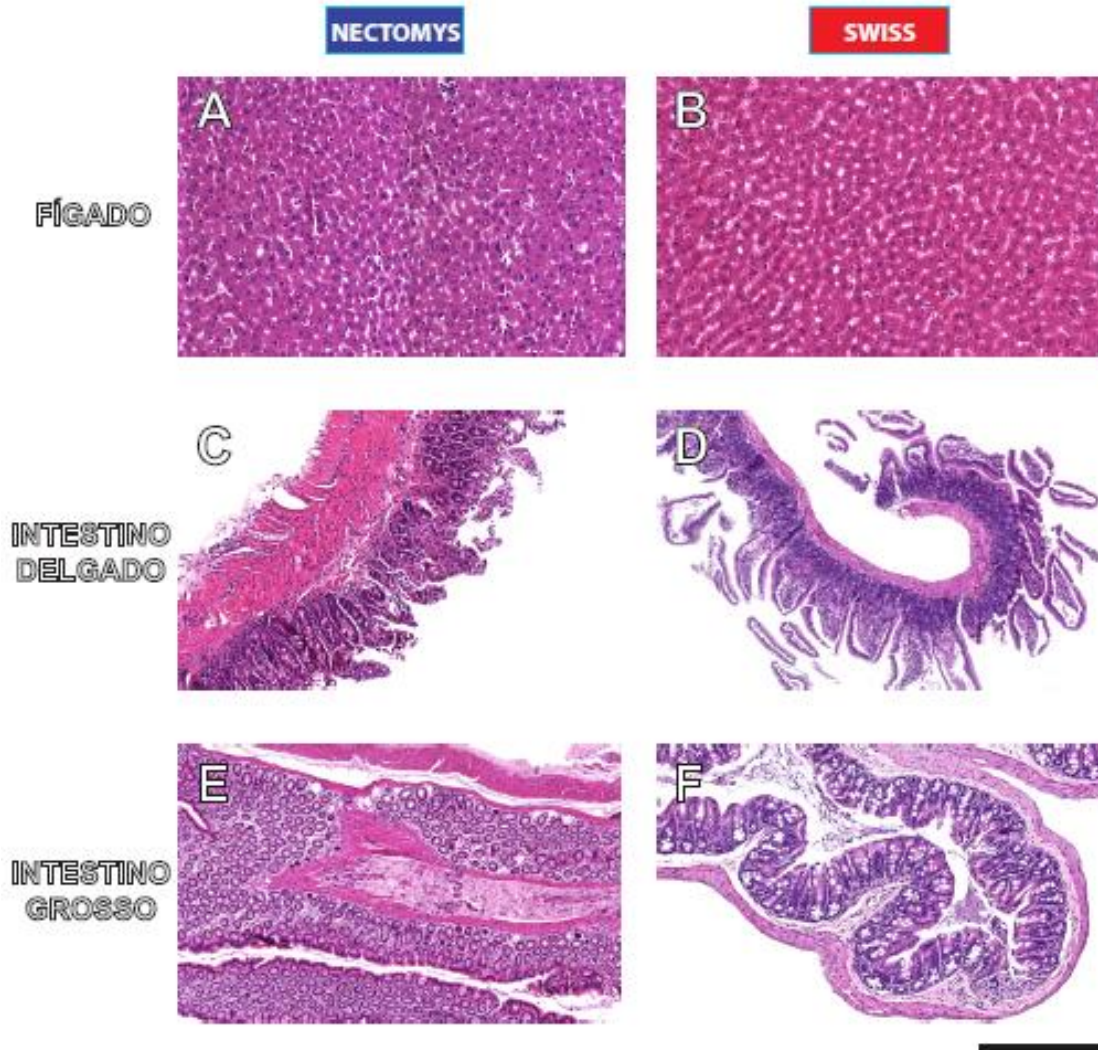 NECTOMYS SWISS
A B
FÍGADO
C D
INTESTINO
DELGADO
E F
INTESTINO
GROSSO